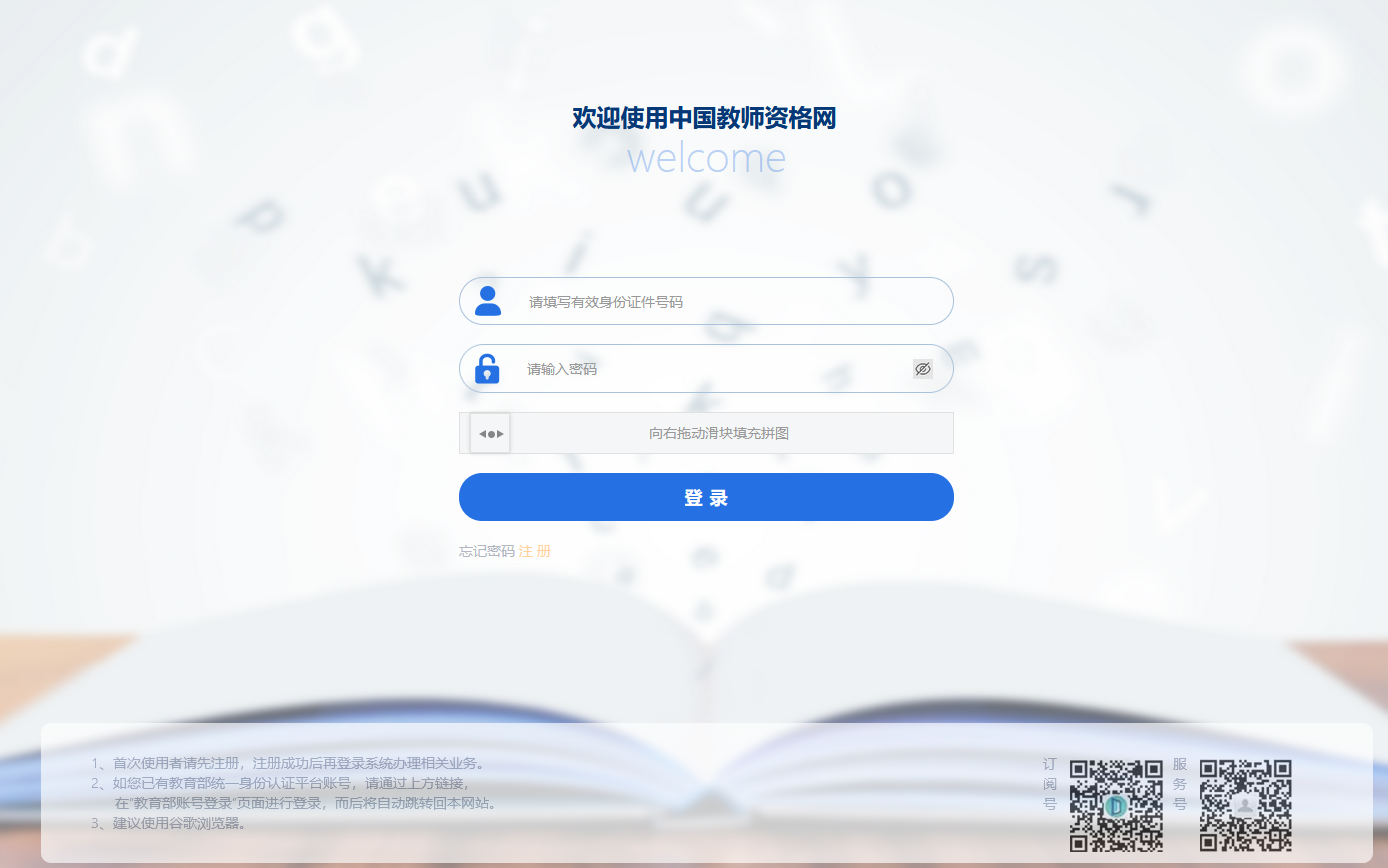 欢迎使用中国教师资格网
welcome
请填写有效身份证件号码
请输入密码
向右拖动滑块填充拼图
登 录
忘记密码 注 册
1、首次使用者请先注册，注册成功后再登录系统办理相关业务。
2、如您已有教育部统一身份认证平台账号，请通过上方链接，
在“教育部账号登录”页面进行登录，而后将自动跳转回本网站。
3、建议使用谷歌浏览器。
订阅号
服务号